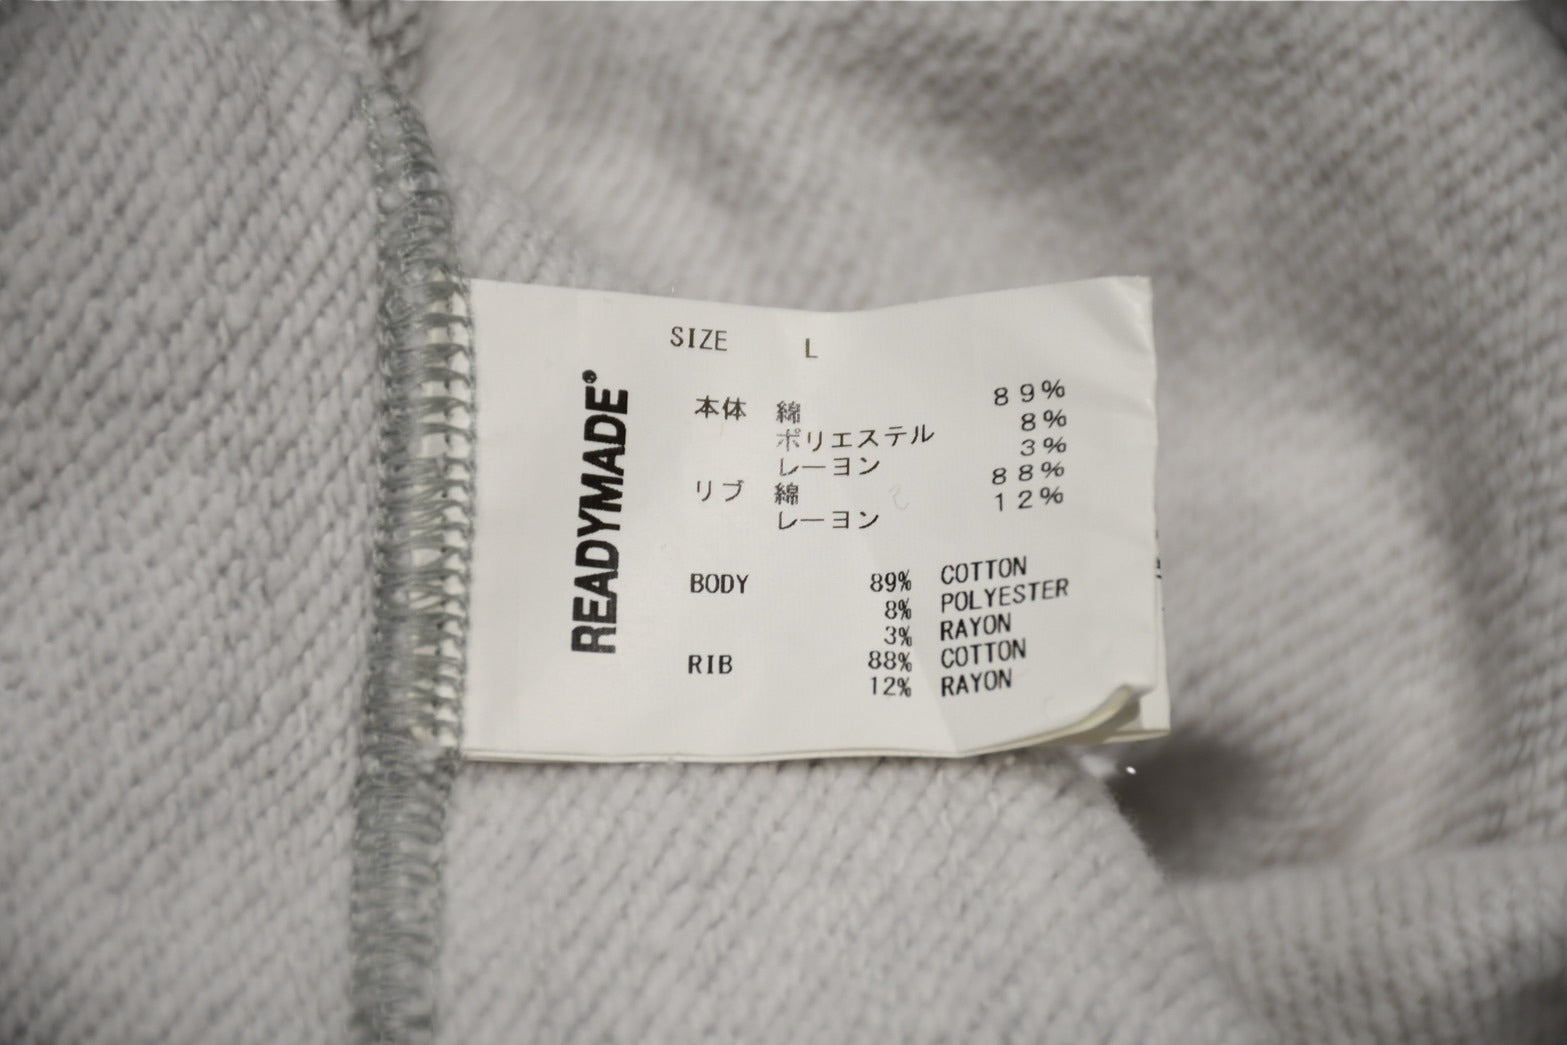 READYMADE®
SIZE L
本体 綿 89%
ポリエステル 8%
レーヨン 3%
リブ 綿 88%
レーヨン 12%
BODY 89% COTTON
8% POLYESTER
3% RAYON
RIB 88% COTTON
12% RAYON